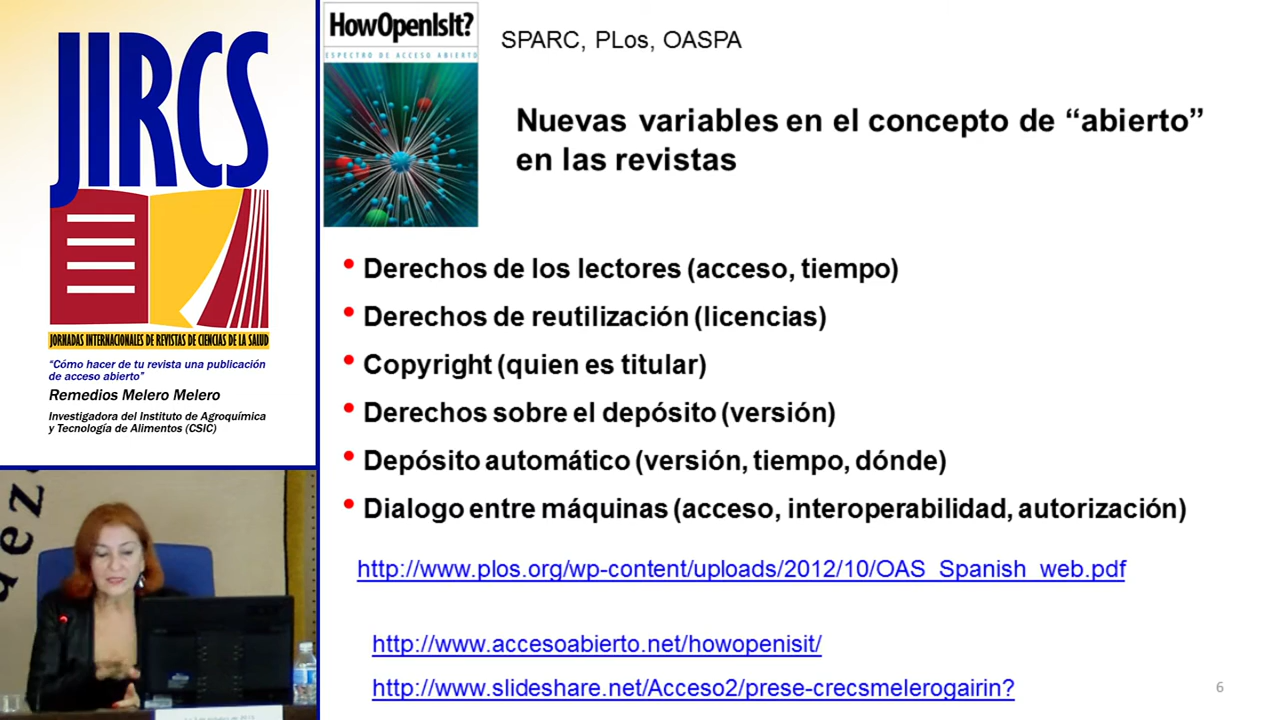 JIRCS
JORNADAS INTERNACIONALES DE REVISTAS DE CIENCIAS DE LA SALUD
“Cómo hacer de tu revista una publicación
de acceso abierto”
Remedios Melero Melero
Investigadora del Instituto de Agroquímica
y Tecnología de Alimentos (CSIC)
HowOpenIsIt?
ESPECTRO DE ACCESO ABIERTO
SPARC, PLos, OASPA
Nuevas variables en el concepto de “abierto”
en las revistas
• Derechos de los lectores (acceso, tiempo)
• Derechos de reutilización (licencias)
• Copyright (quien es titular)
• Derechos sobre el depósito (versión)
• Depósito automático (versión, tiempo, dónde)
• Dialogo entre máquinas (acceso, interoperabilidad, autorización)
http://www.plos.org/wp-content/uploads/2012/10/OAS_Spanish_web.pdf
http://www.accesoabierto.net/howopenisit/
http://www.slideshare.net/Acceso2/prese-crecsmelerogairin?
6
dez